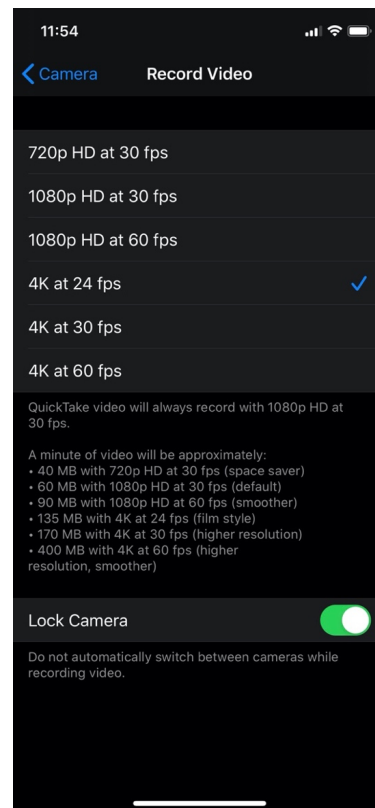 11:54
Camera
Record Video
720p HD at 30 fps
1080p HD at 30 fps
1080p HD at 60 fps
4K at 24 fps
4K at 30 fps
4K at 60 fps
QuickTake video will always record with 1080p HD at
30 fps.
A minute of video will be approximately:
• 40 MB with 720p HD at 30 fps (space saver)
• 60 MB with 1080p HD at 30 fps (default)
• 90 MB with 1080p HD at 60 fps (smoother)
• 135 MB with 4K at 24 fps (film style)
• 170 MB with 4K at 30 fps (higher resolution)
• 400 MB with 4K at 60 fps (higher
resolution, smoother)
Lock Camera
Do not automatically switch between cameras while
recording video.